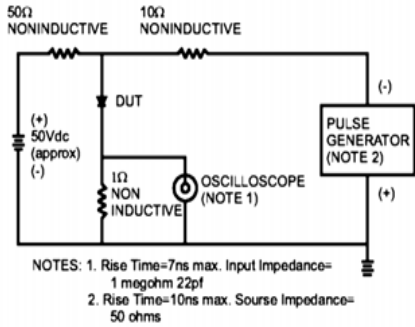 50Ω
NONINDUCTIVE
10Ω
NONINDUCTIVE
DUT
(+)
50Vdc
(approx)
(-)
1Ω
NON
INDUCTIVE
OSCILLOSCOPE
(NOTE 1)
(-)
PULSE
GENERATOR
(NOTE 2)
(+)
NOTES: 1. Rise Time=7ns max. Input Impedance=
1 megohm 22pf
2. Rise Time=10ns max. Sourse Impedance=
50 ohms